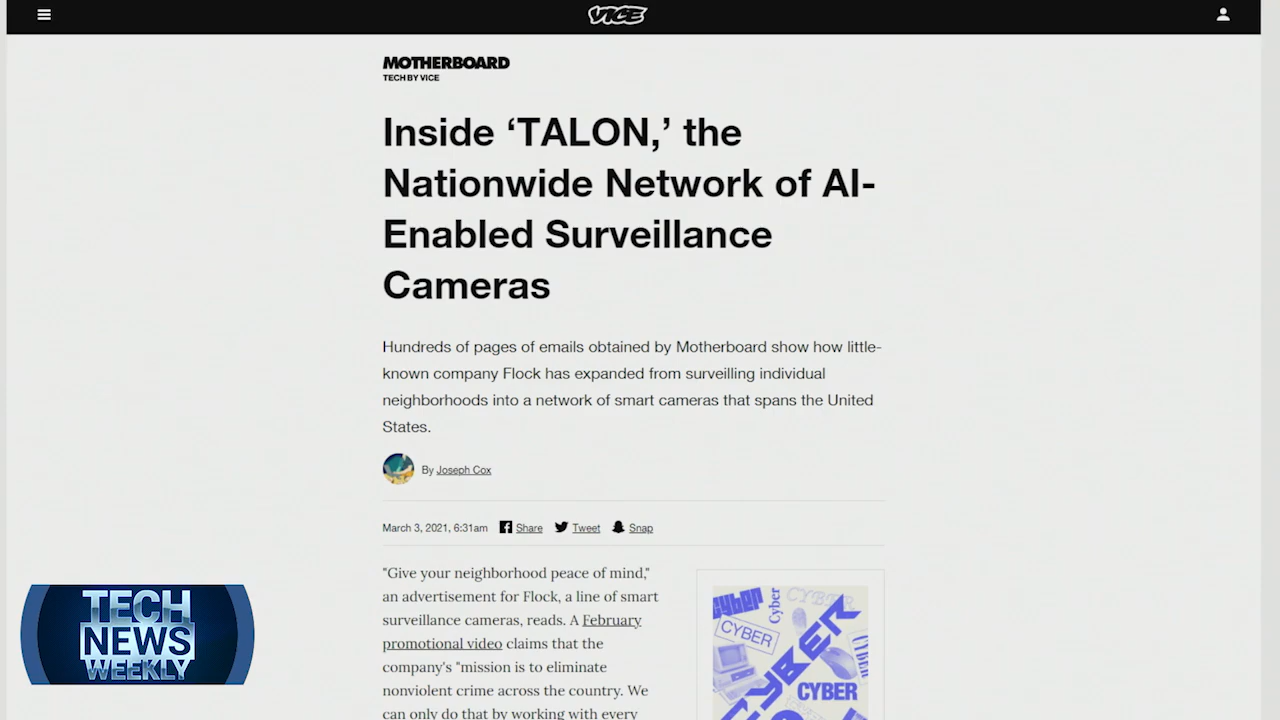 VICE
MOTHERBOARD
TECH BY VICE
Inside ‘TALON,’ the
Nationwide Network of AI-
Enabled Surveillance
Cameras
Hundreds of pages of emails obtained by Motherboard show how little-
known company Flock has expanded from surveilling individual
neighborhoods into a network of smart cameras that spans the United
States.
By Joseph Cox
March 3, 2021, 6:31am Share Tweet Snap
"Give your neighborhood peace of mind,"
an advertisement for Flock, a line of smart
surveillance cameras, reads. A February
promotional video claims that the
company's "mission is to eliminate
nonviolent crime across the country. We
can only do that by working with every
cyber
Cyber
CYBER
CYBER
CYBER
CYBER
CYBER
TECH
NEWS
WEEKLY